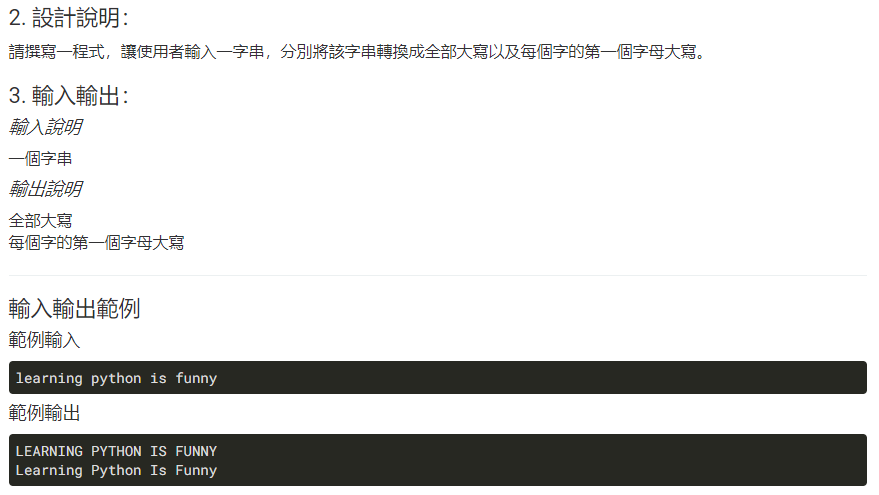 2. 設計說明：
請撰寫一程式，讓使用者輸入一字串，分別將該字串轉換成全部大寫以及每個字的第一個字母大寫。
3. 輸入輸出：
輸入說明
一個字串
輸出說明
全部大寫
每個字的第一個字母大寫
輸入輸出範例
範例輸入
learning python is funny
範例輸出
LEARNING PYTHON IS FUNNY
Learning Python Is Funny